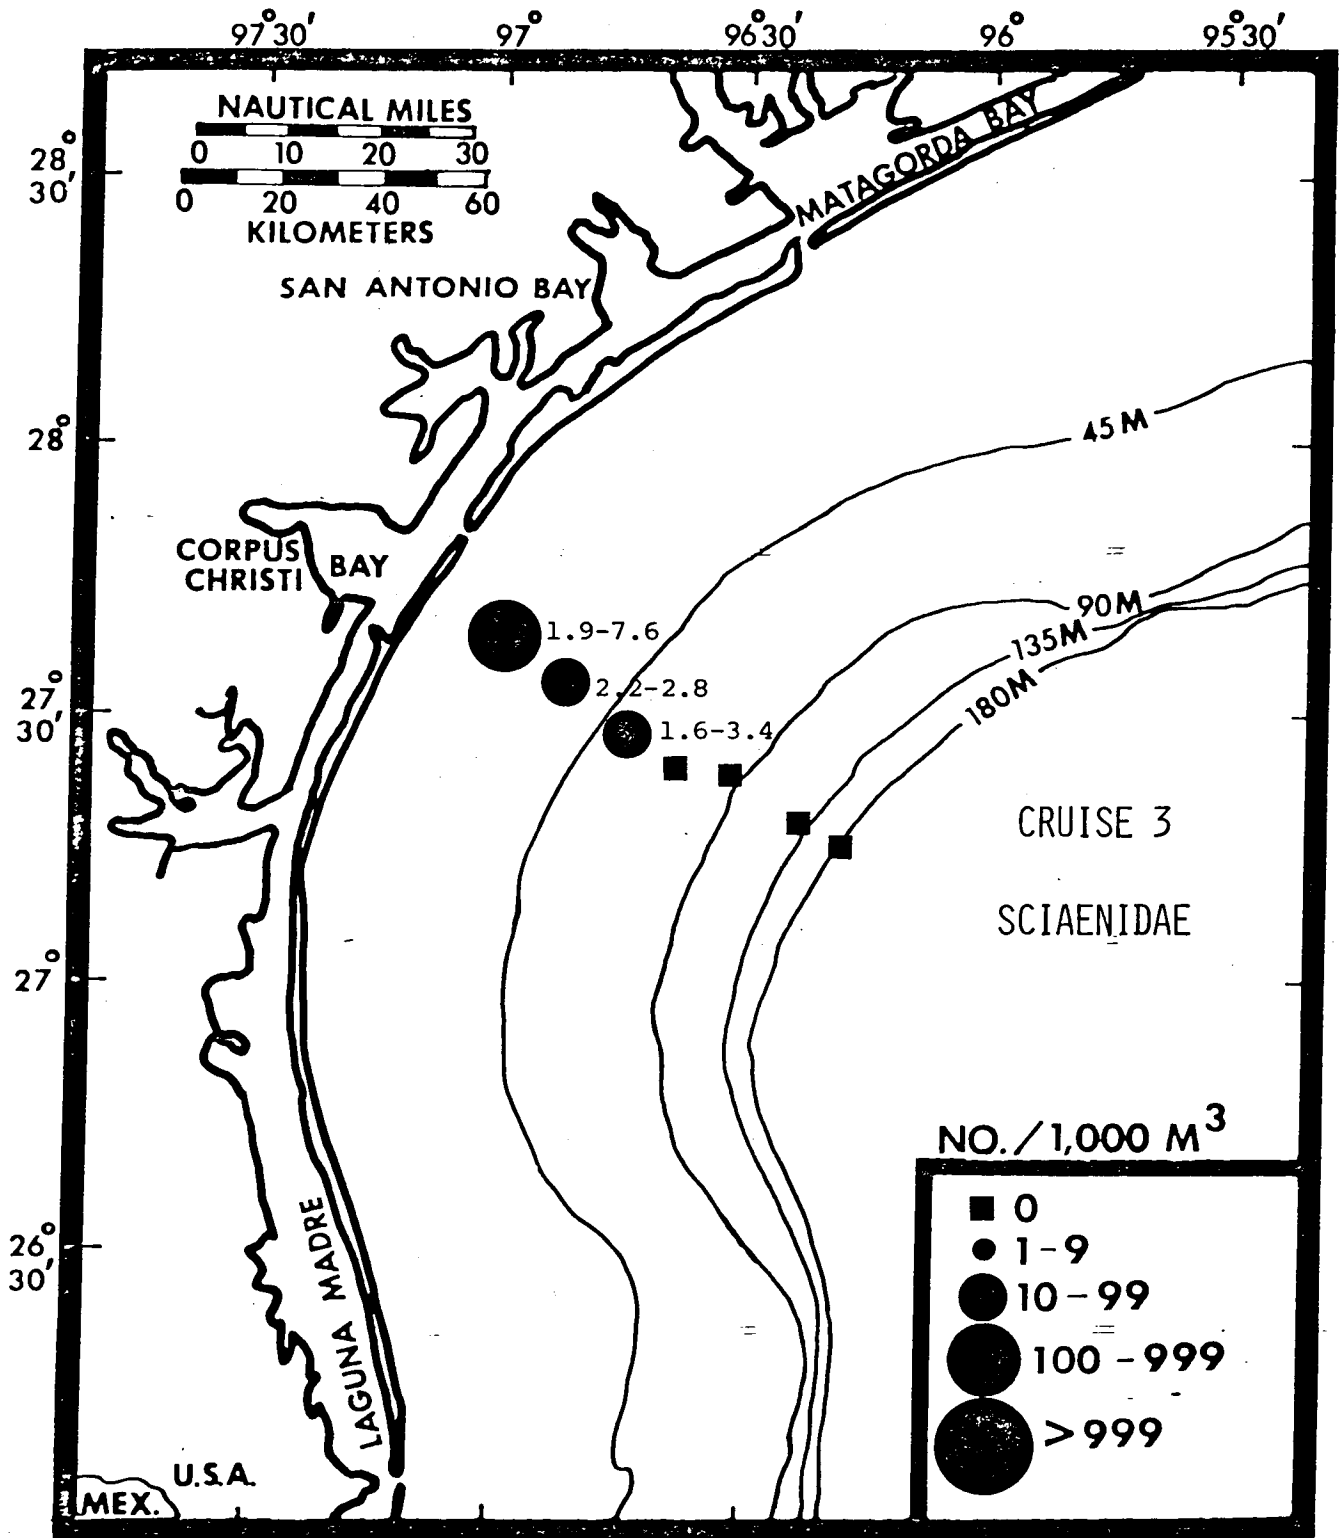 97°30′ 97° 96°30′ 96° 95°30′
NAUTICAL MILES
0 10 20 30
0 20 40 60
KILOMETERS
28°
30′
MATAGORDA BAY
SAN ANTONIO BAY
28°
45M
CORPUS
CHRISTI BAY
90M
135M
180M
1.9-7.6
2.2-2.8
1.6-3.4
27°
30′
CRUISE 3
SCIAENIDAE
27°
NO./1,000 M³
0
1-9
10-99
100-999
>999
26°
30′
LAGUNA MADRE
U.S.A.
MEX.